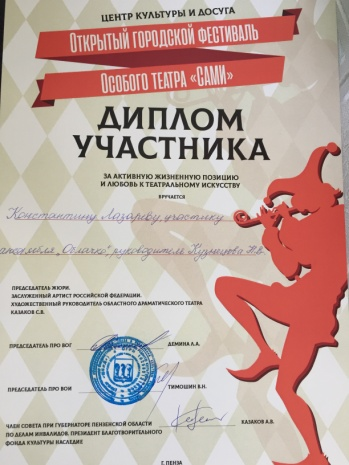 ЦЕНТР КУЛЬТУРЫ И ДОСУГА
ОТКРЫТЫЙ ГОРОДСКОЙ ФЕСТИВАЛЬ
ОСОБОГО ТЕАТРА «САМИ»
ДИПЛОМ
УЧАСТНИКА
ЗА АКТИВНУЮ ЖИЗНЕННУЮ ПОЗИЦИЮ
И ЛЮБОВЬ К ТЕАТРАЛЬНОМУ ИСКУССТВУ
ВРУЧАЕТСЯ
Константину Лазареву, участнику
"Облачко", руководитель Кузнецова
ПРЕДСЕДАТЕЛЬ ЖЮРИ,
ЗАСЛУЖЕННЫЙ АРТИСТ РОССИЙСКОЙ ФЕДЕРАЦИИ,
ХУДОЖЕСТВЕННЫЙ РУКОВОДИТЕЛЬ ОБЛАСТНОГО ДРАМАТИЧЕСКОГО ТЕАТРА
КАЗАКОВ С.В.
ПРЕДСЕДАТЕЛЬ ПРО ВОГ ДЕМИНА Л.А.
ПРЕДСЕДАТЕЛЬ ПРО ВОИ ТИМОШИН В.Н.
ЧЛЕН СОВЕТА ПРИ ГУБЕРНАТОРЕ ПЕНЗЕНСКОЙ ОБЛАСТИ
ПО ДЕЛАМ ИНВАЛИДОВ, ПРЕЗИДЕНТ БЛАГОТВОРИТЕЛЬНОГО КАЗАКОВ А.В.
ФОНДА КУЛЬТУРЫ НАСЛЕДИЕ
Г. ПЕНЗА